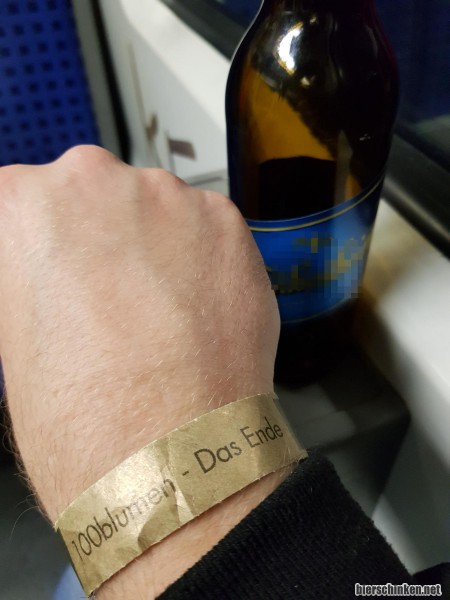 100blumen - Das Ende
bierschinken.net